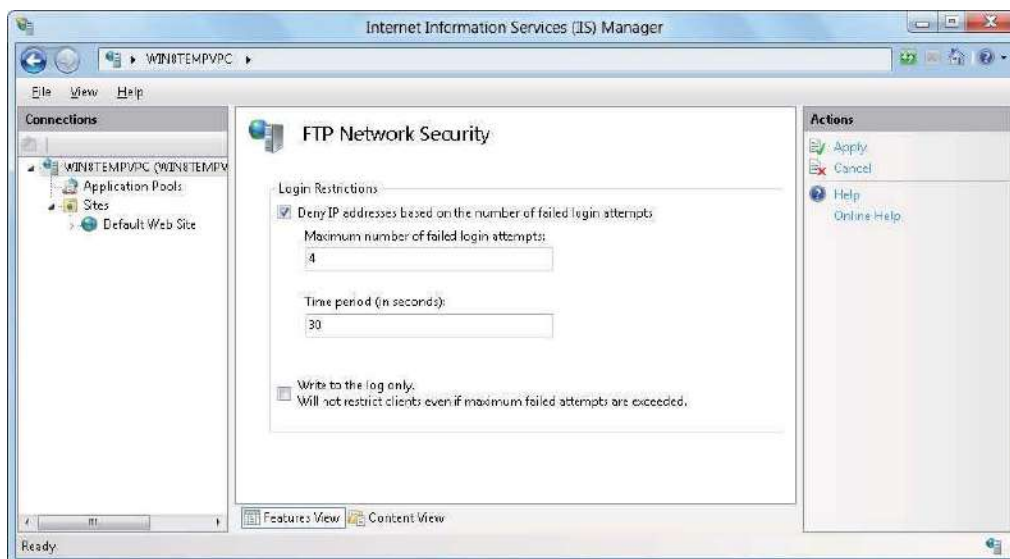 Internet Information Services (IS) Manager
WIN8TEMPVPC
File View Help
Connections
WIN8TEMPVPC (WIN8TEMPV
Application Pools
Sites
Default Web Site
FTP Network Security
Login Restrictions
Deny IP addresses based on the number of failed login attempts
Maximum number of failed login attempts:
4
Time period (in seconds):
30
Write to the log only.
Will not restrict clients even if maximum failed attempts are exceeded.
Features View Content View
Actions
Apply
Cancel
Help
Online Help
Ready